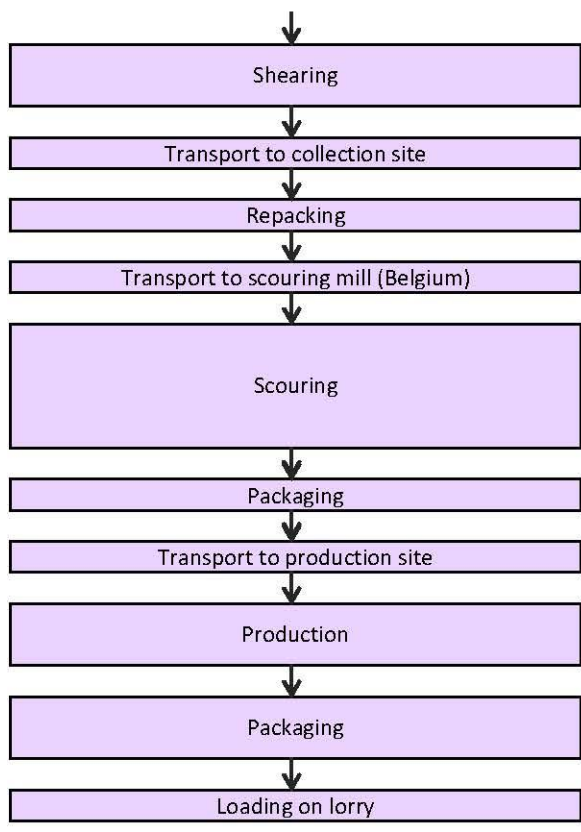 Shearing
Transport to collection site
Repacking
Transport to scouring mill (Belgium)
Scouring
Packaging
Transport to production site
Production
Packaging
Loading on lorry